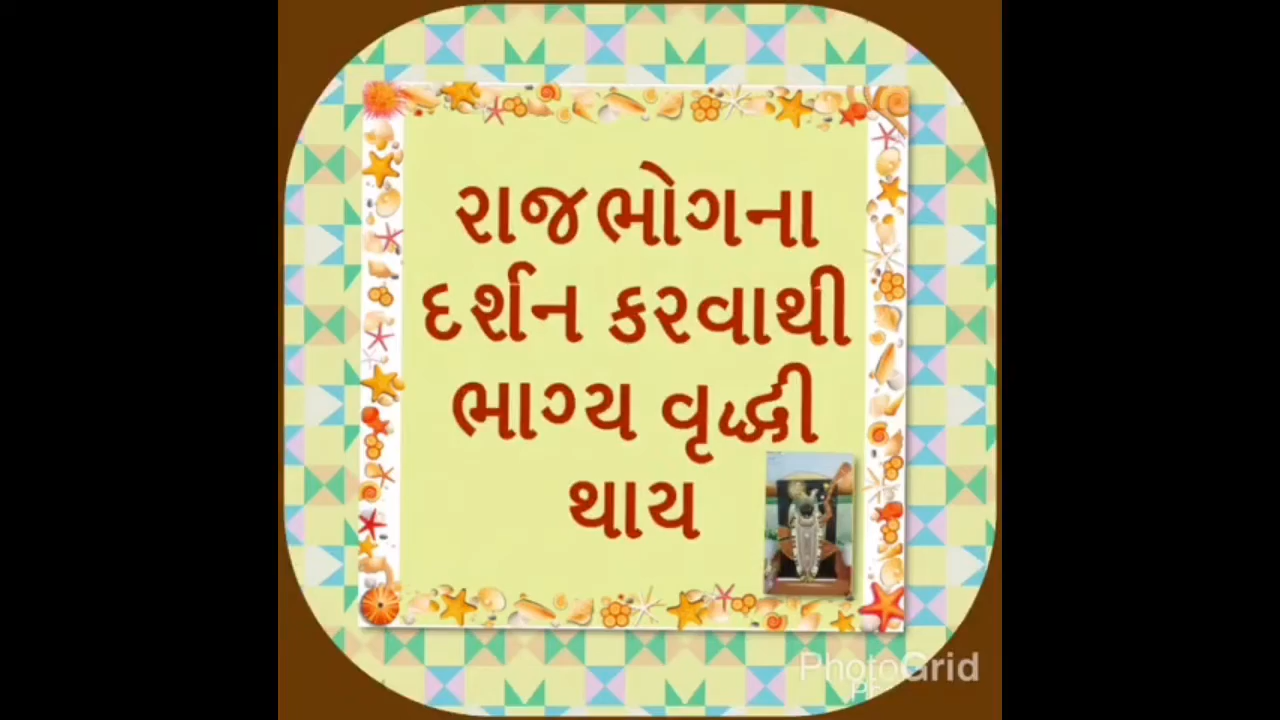 રાજભોગના
દર્શન કરવાથી
ભાગ્ય વૃદ્ધી
થાય
PhotoGrid